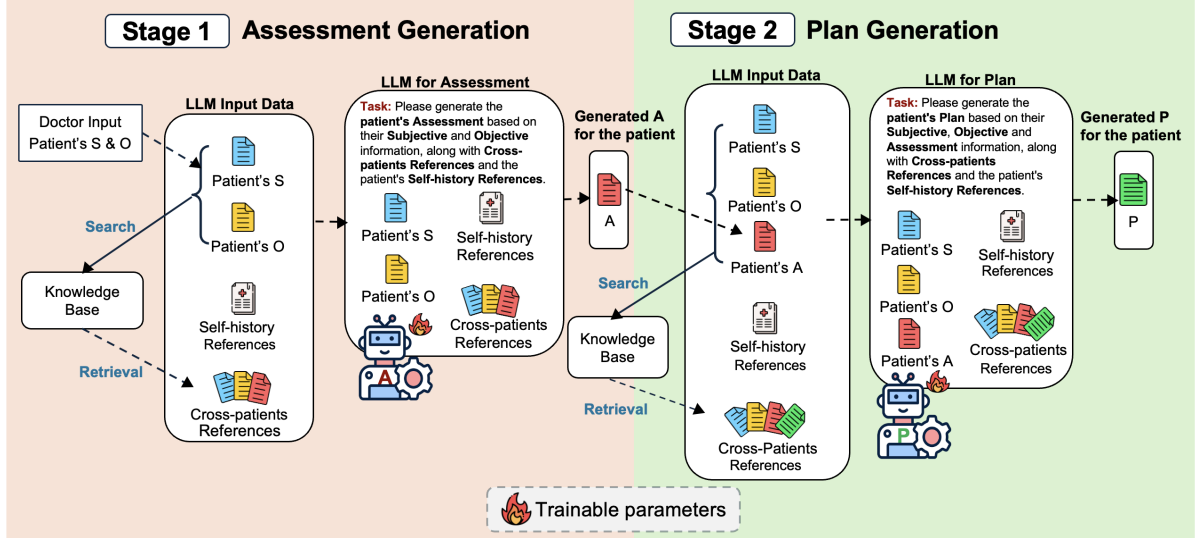 Stage 1 Assessment Generation
Doctor Input
Patient's S & O
LLM Input Data
Patient's S
Patient's O
Search
Knowledge
Base
Retrieval
Self-history
References
Cross-patients
References
LLM for Assessment
Task: Please generate the
patient's Assessment based on
their Subjective and Objective
information, along with Cross-
patients References and the
patient's Self-history References.
Patient's S
Self-history
References
Patient's O
Cross-patients
References
A
Generated A
for the patient
A
Stage 2 Plan Generation
LLM Input Data
Patient's S
Patient's O
Patient's A
Search
Knowledge
Base
Retrieval
Self-history
References
Cross-Patients
References
LLM for Plan
Task: Please generate the
patient's Plan based on their
Subjective, Objective and
Assessment information, along
with Cross-patients
References and the patient's
Self-history References.
Patient's S
Self-history
References
Patient's O
Cross-patients
References
Patient's A
P
Generated P
for the patient
P
Trainable parameters